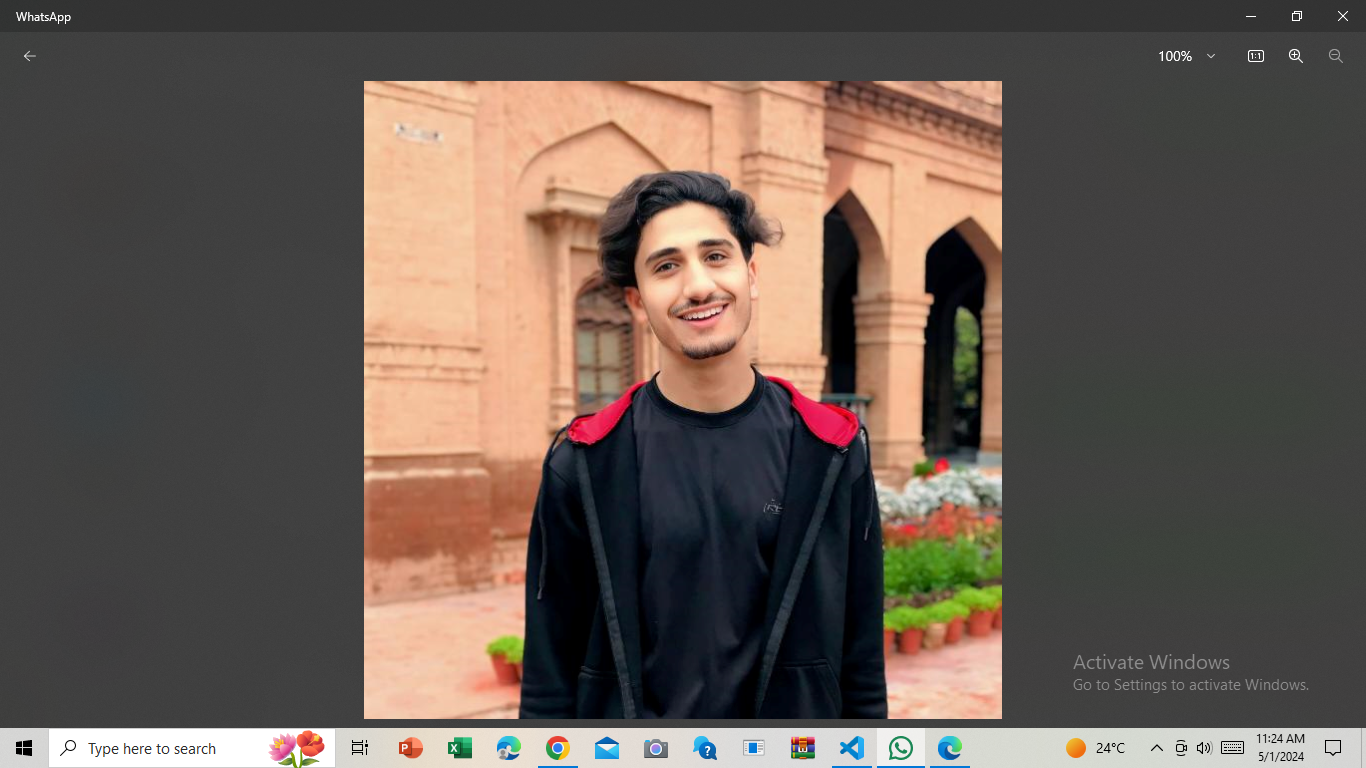 WhatsApp
100%
1:1
Activate Windows
Go to Settings to activate Windows.
Type here to search
24°C
11:24 AM
5/1/2024